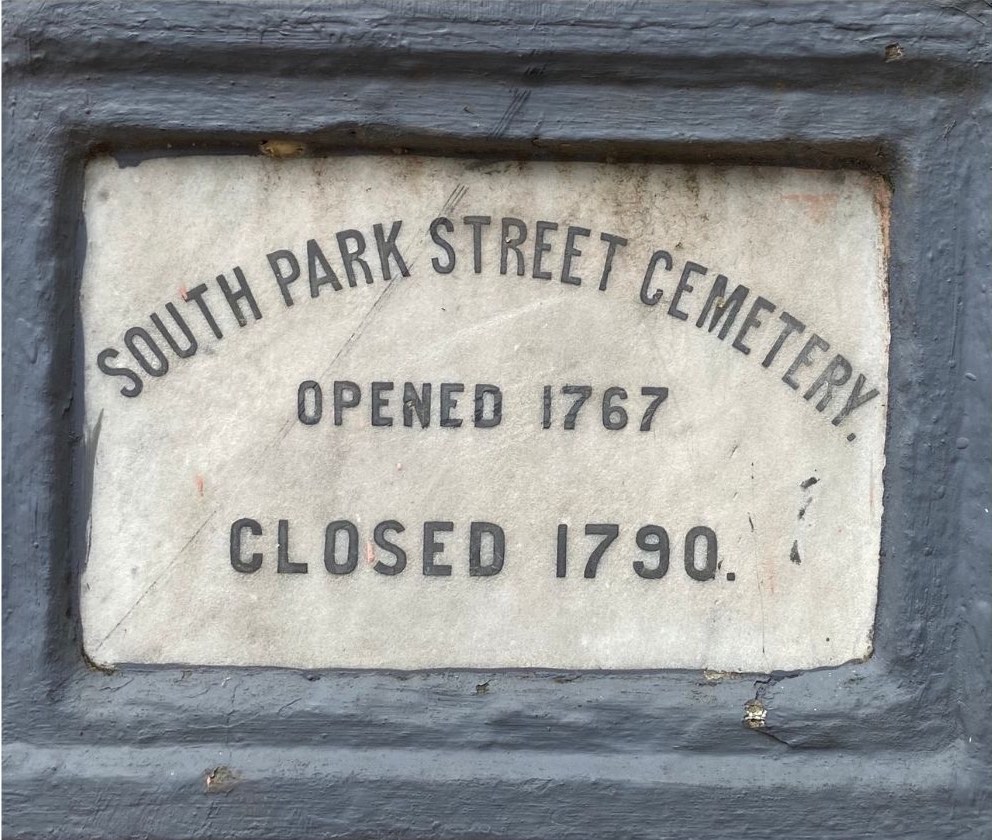 SOUTH PARK STREET CEMETERY.
OPENED 1767
CLOSED 1790.